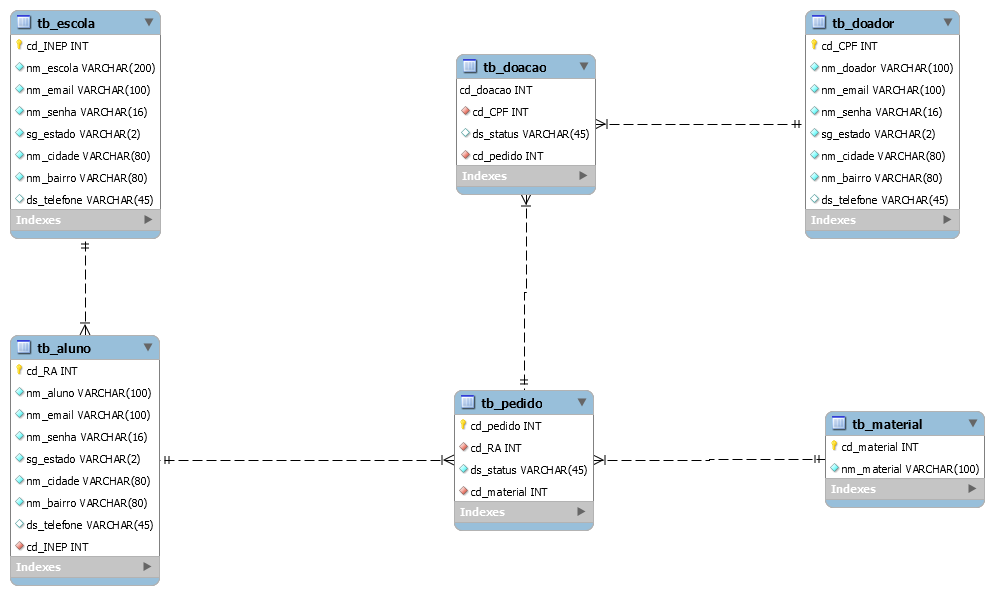 tb_escola
cd_INEP INT
nm_escola VARCHAR(200)
nm_email VARCHAR(100)
nm_senha VARCHAR(16)
sg_estado VARCHAR(2)
nm_cidade VARCHAR(80)
nm_bairro VARCHAR(80)
ds_telefone VARCHAR(45)
Indexes
tb_doacao
cd_doacao INT
cd_CPF INT
ds_status VARCHAR(45)
cd_pedido INT
Indexes
tb_doador
cd_CPF INT
nm_doador VARCHAR(100)
nm_email VARCHAR(100)
nm_senha VARCHAR(16)
sg_estado VARCHAR(2)
nm_cidade VARCHAR(80)
nm_bairro VARCHAR(80)
ds_telefone VARCHAR(45)
Indexes
tb_aluno
cd_RA INT
nm_aluno VARCHAR(100)
nm_email VARCHAR(100)
nm_senha VARCHAR(16)
sg_estado VARCHAR(2)
nm_cidade VARCHAR(80)
nm_bairro VARCHAR(80)
ds_telefone VARCHAR(45)
cd_INEP INT
Indexes
tb_pedido
cd_pedido INT
cd_RA INT
ds_status VARCHAR(45)
cd_material INT
Indexes
tb_material
cd_material INT
nm_material VARCHAR(100)
Indexes